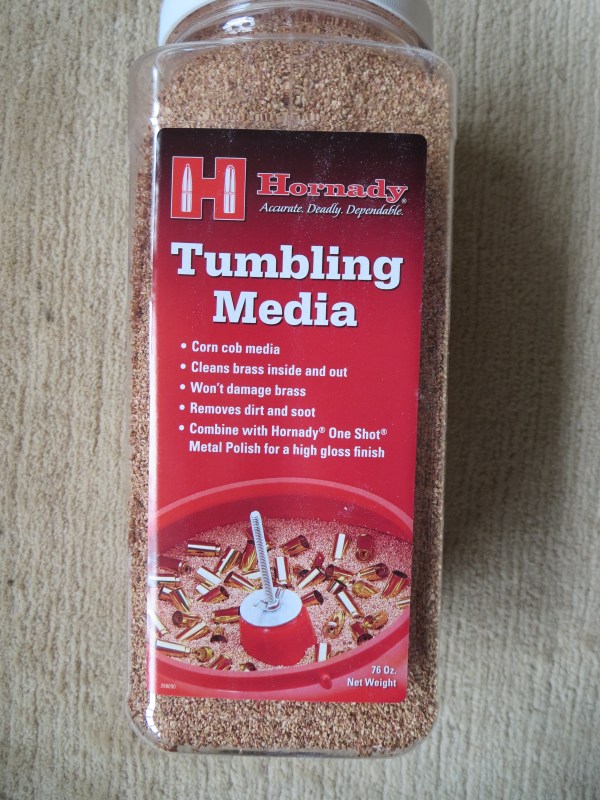 H Hornady®
Accurate. Deadly. Dependable.
Tumbling
Media
• Corn cob media
• Cleans brass inside and out
• Won't damage brass
• Removes dirt and soot
• Combine with Hornady® One Shot®
Metal Polish for a high gloss finish
76 Oz.
Net Weight